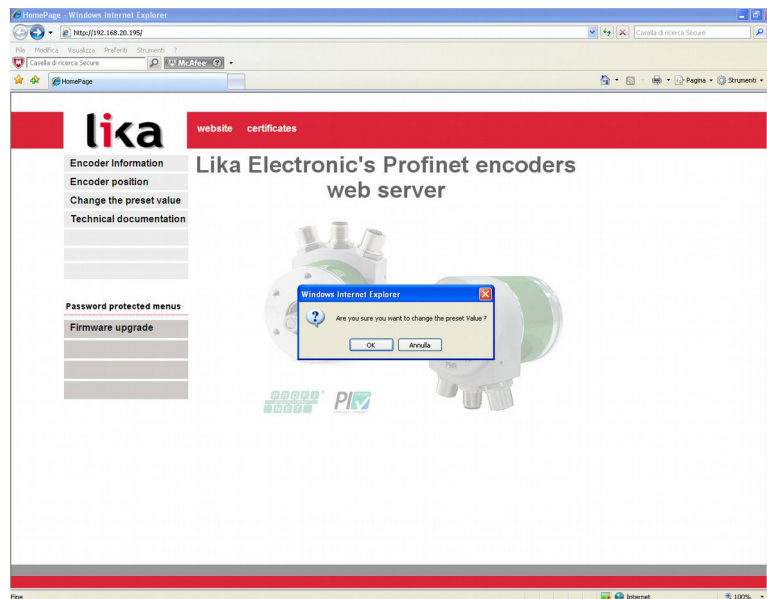 HomePage - Windows Internet Explorer
http://192.168.20.195/
Casella di ricerca Secure
File Modifica Visualizza Preferiti Strumenti ?
Casella di ricerca Secure
McAfee
HomePage
Pagina
Strumenti
lika
website certificates
Encoder Information
Encoder position
Change the preset value
Technical documentation
Password protected menus
Firmware upgrade
Lika Electronic's Profinet encoders
web server
Windows Internet Explorer
Are you sure you want to change the preset Value ?
OK Annulla
PROFI
NET
PI
Fine
Internet
100%